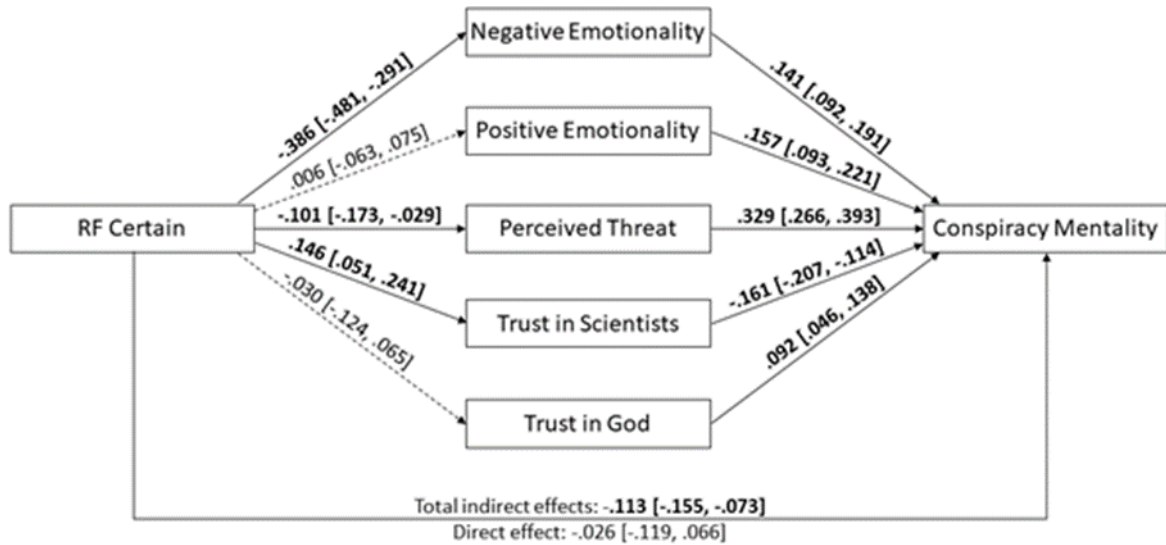 Negative Emotionality
-.386 [-.481, -.291]
.141 [.092, .191]
Positive Emotionality
.006 [-.063, .075]
.157 [.093, .221]
RF Certain
-.101 [-.173, -.029]
Perceived Threat
.329 [.266, .393]
Conspiracy Mentality
.146 [.051, .241]
Trust in Scientists
-.161 [-.207, -.114]
-.030 [-.124, .065]
Trust in God
.092 [.046, .138]
Total indirect effects: -.113 [-.155, -.073]
Direct effect: -.026 [-.119, .066]